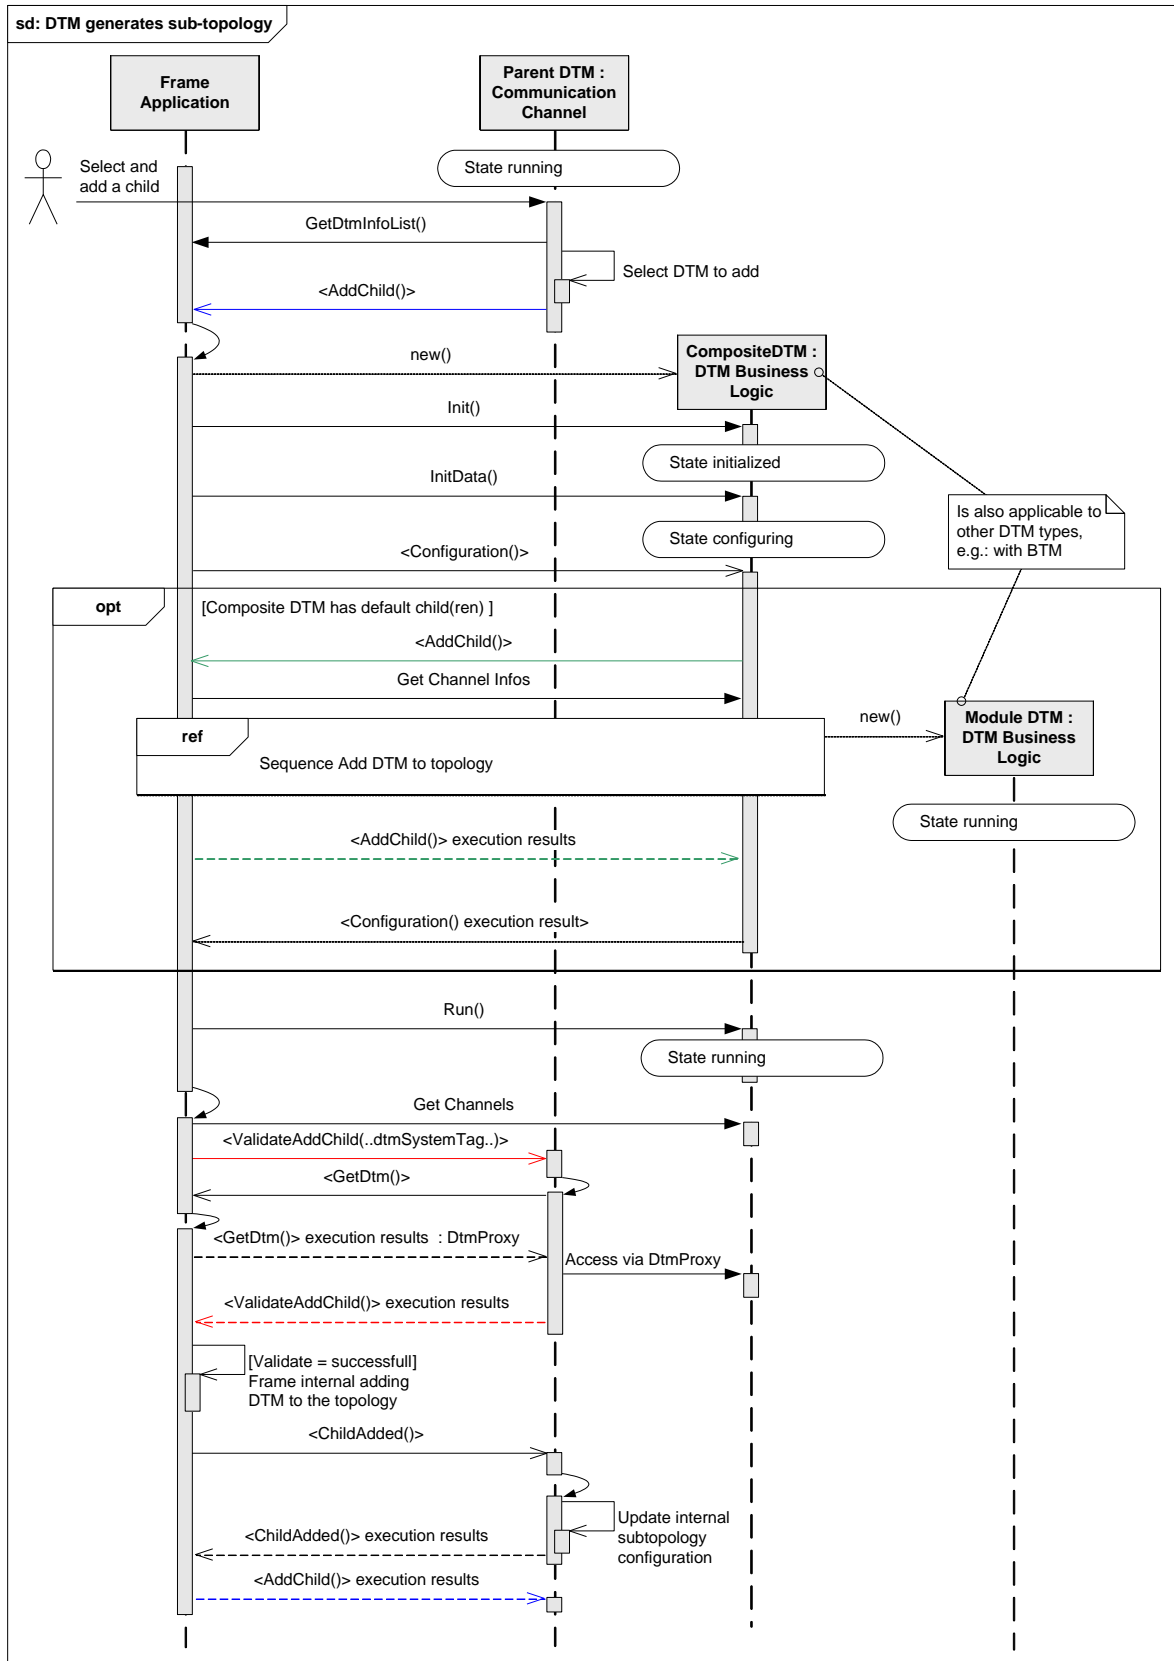 sd: DTM generates sub-topology
Frame
Application
Parent DTM :
Communication
Channel
Select and
add a child
State running
GetDtmInfoList()
Select DTM to add
<AddChild()>
new()
CompositeDTM :
DTM Business
Logic
Init()
State initialized
InitData()
Is also applicable to
other DTM types,
e.g.: with BTM
State configuring
<Configuration()>
opt
[Composite DTM has default child(ren) ]
<AddChild()>
Get Channel Infos
ref
Sequence Add DTM to topology
new()
Module DTM :
DTM Business
Logic
State running
<AddChild()> execution results
<Configuration() execution result>
Run()
State running
Get Channels
<ValidateAddChild(..dtmSystemTag..)>
<GetDtm()>
<GetDtm()> execution results  : DtmProxy
Access via DtmProxy
<ValidateAddChild()> execution results
[Validate = successfull]
Frame internal adding
DTM to the topology
<ChildAdded()>
Update internal
subtopology
configuration
<ChildAdded()> execution results
<AddChild()> execution results